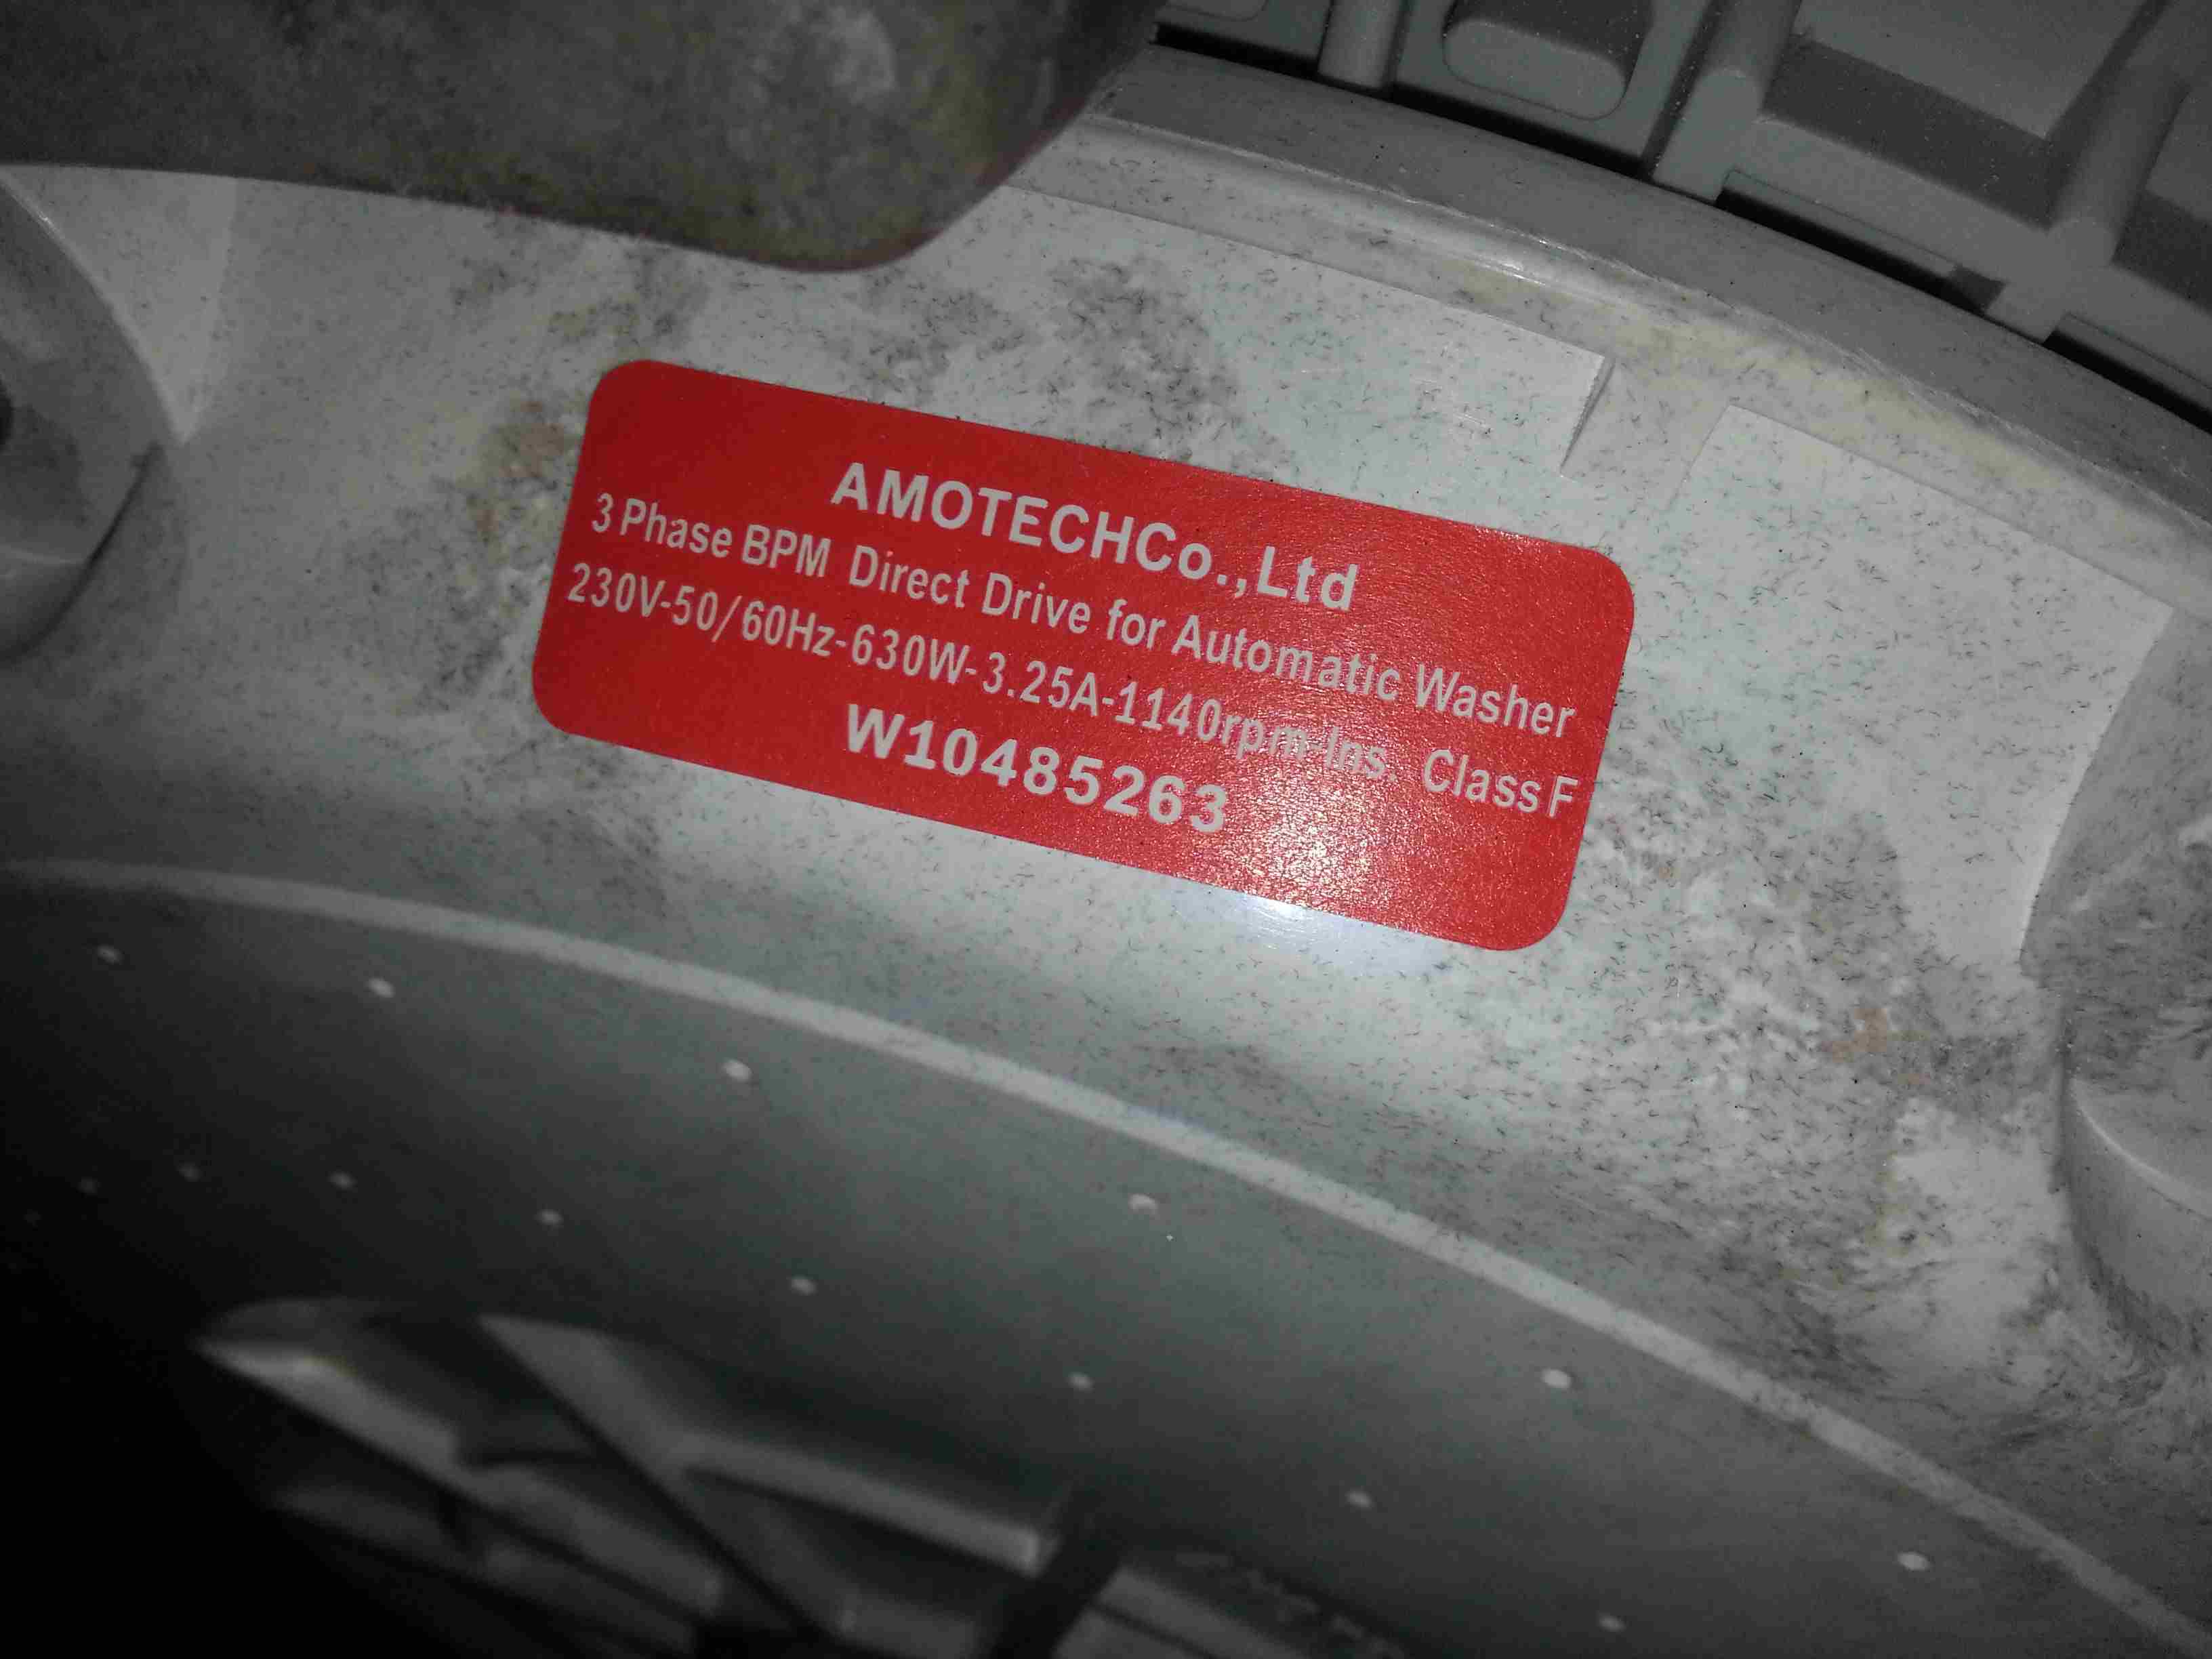 AMOTECHCo.,Ltd
3 Phase BPM Direct Drive for Automatic Washer
230V-50/60Hz-630W-3.25A-1140rpm-Ins. Class F
W10485263